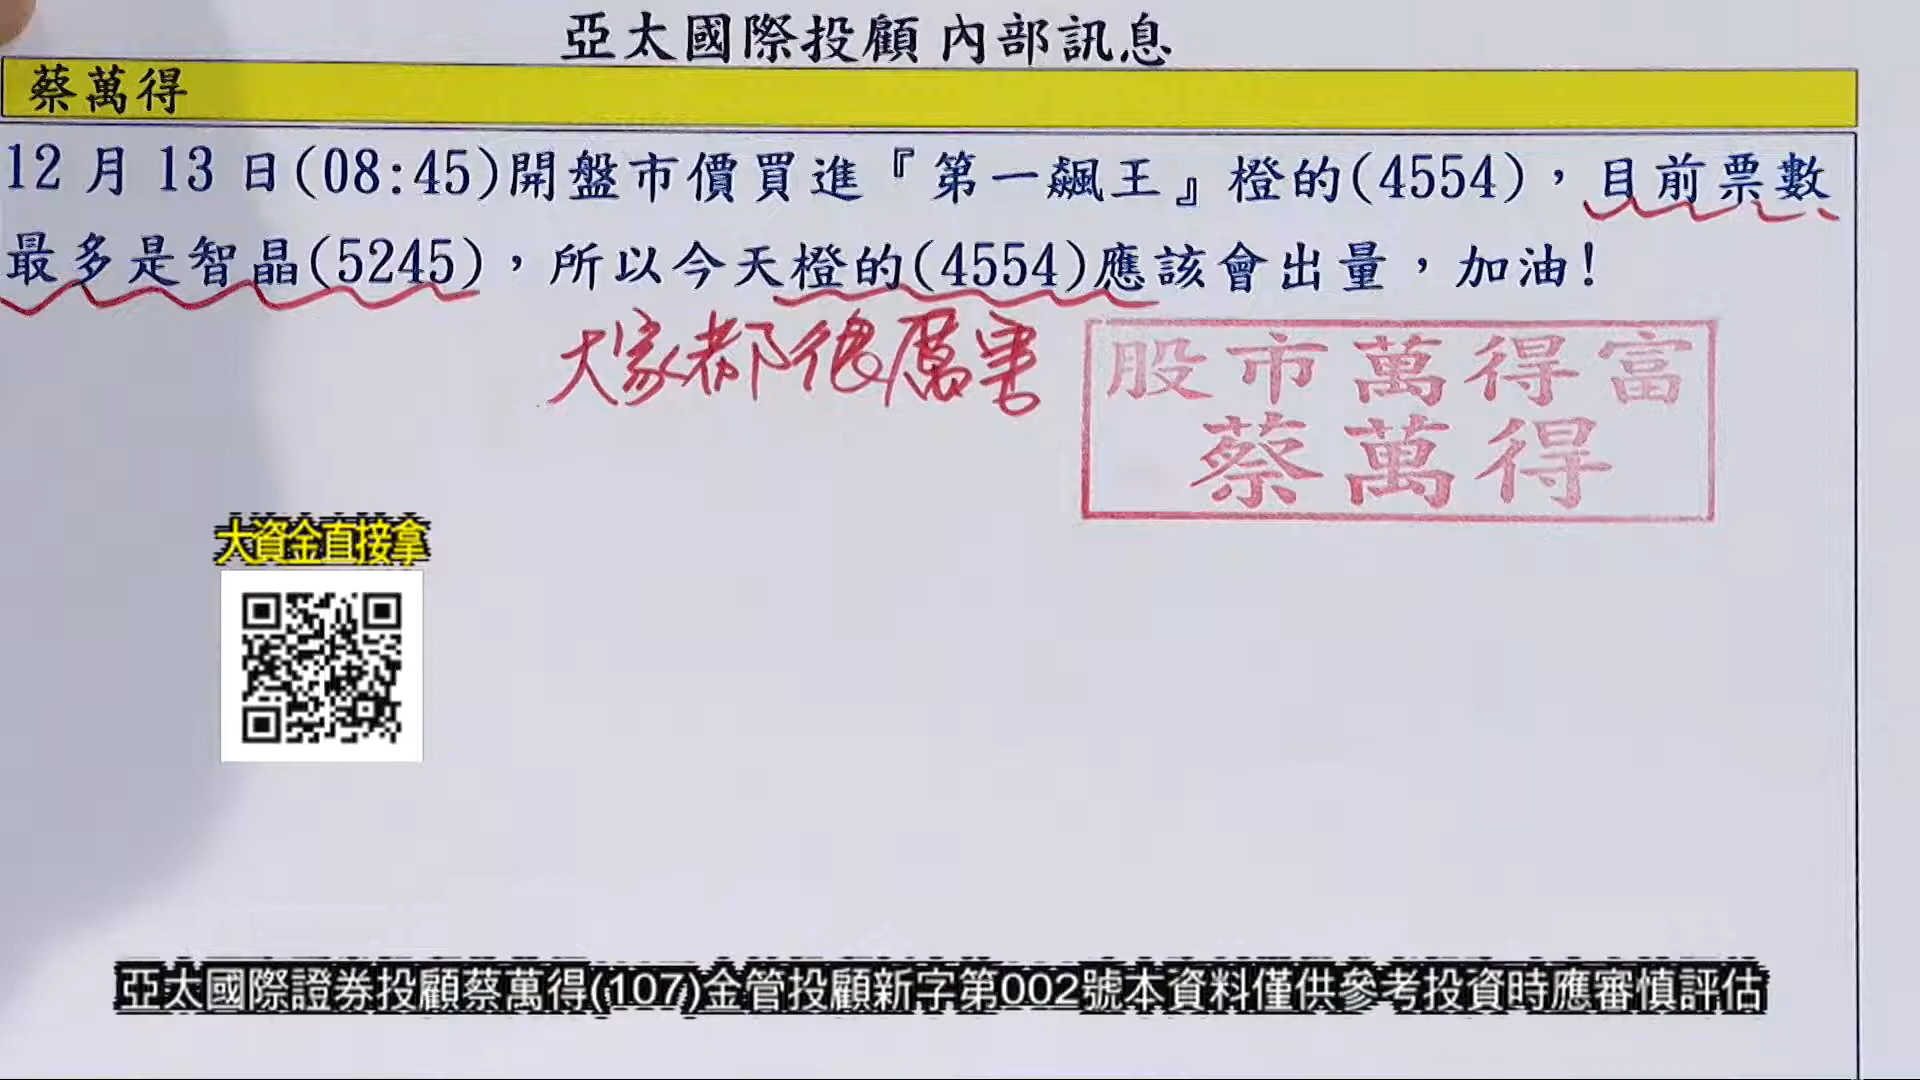 亞太國際投顧 內部訊息
蔡萬得
12 月 13 日(08:45)開盤市價買進『第一飆王』橙的(4554)，目前票數
最多是智晶(5245)，所以今天橙的(4554)應該會出量，加油!
大家都很厲害
股市萬得富
蔡萬得
大資金直接拿
亞太國際證券投顧蔡萬得(107)金管投顧新字第002號本資料僅供參考投資時應審慎評估